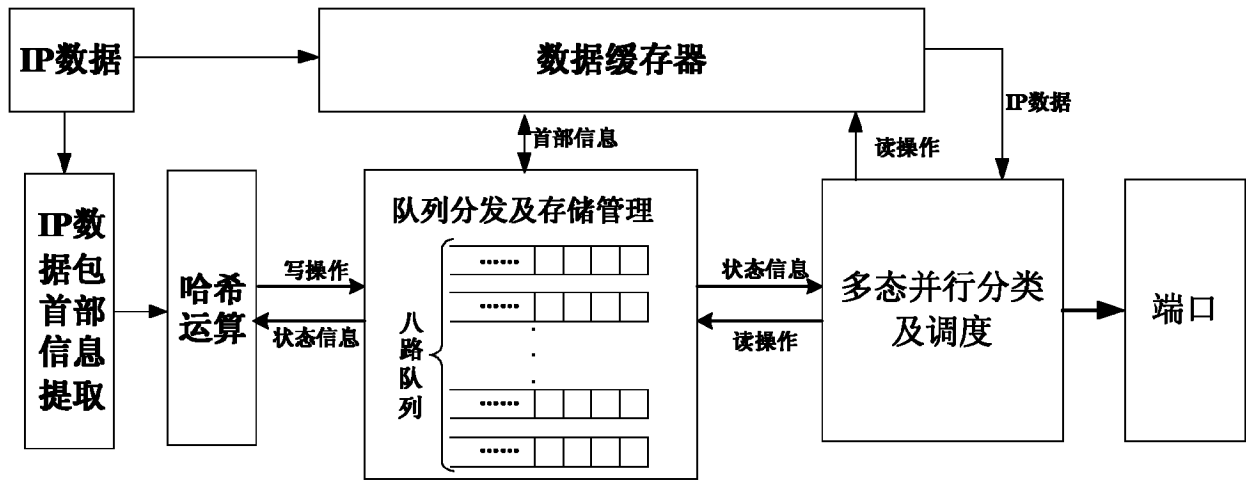 IP数据
数据缓存器
IP数据
首部信息
读操作
IP数
据包
首部
信息
提取
哈希
运算
写操作
状态信息
队列分发及存储管理
八
路
队
列
......
......
.
.
.
......
......
状态信息
读操作
多态并行分类
及调度
端口